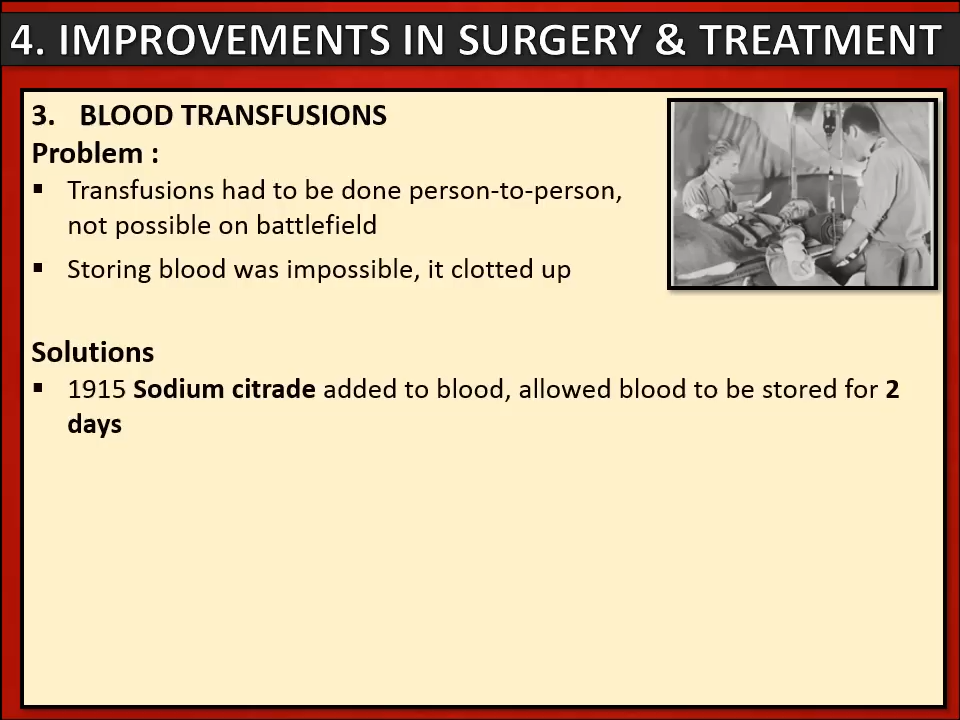 4. IMPROVEMENTS IN SURGERY & TREATMENT
3. BLOOD TRANSFUSIONS
Problem :
▪ Transfusions had to be done person-to-person,
not possible on battlefield
▪ Storing blood was impossible, it clotted up
Solutions
▪ 1915 Sodium citrade added to blood, allowed blood to be stored for 2
days